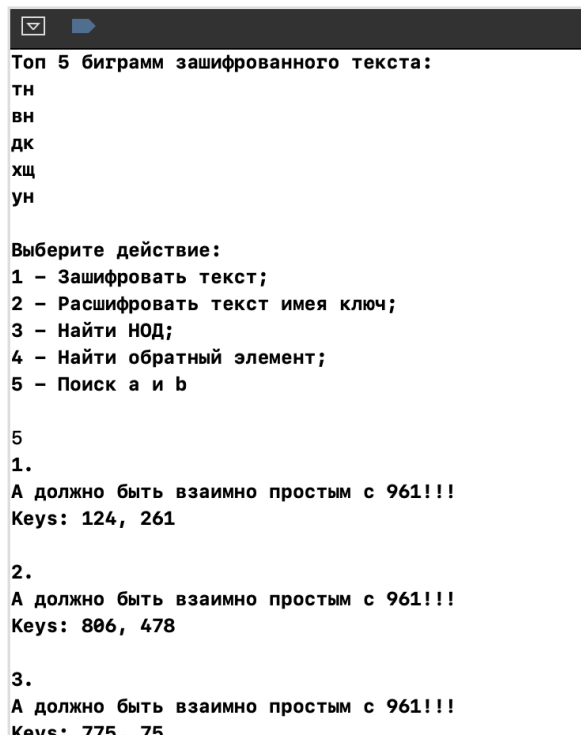 Топ 5 биграмм зашифрованного текста:
тн
вн
дк
хщ
ун
Выберите действие:
1 – Зашифровать текст;
2 – Расшифровать текст имея ключ;
3 – Найти НОД;
4 – Найти обратный элемент;
5 – Поиск a и b
5
1.
А должно быть взаимно простым с 961!!!
Keys: 124, 261
2.
А должно быть взаимно простым с 961!!!
Keys: 806, 478
3.
А должно быть взаимно простым с 961!!!
Keys: 775, 75